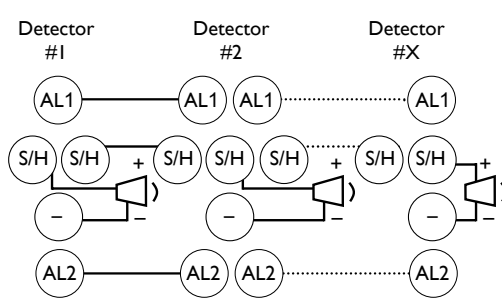 Detector Detector Detector
#1 #2 #X
AL1 AL1 AL1 AL1
S/H S/H S/H S/H S/H S/H S/H
+ + +
– – – – – –
AL2 AL2 AL2 AL2